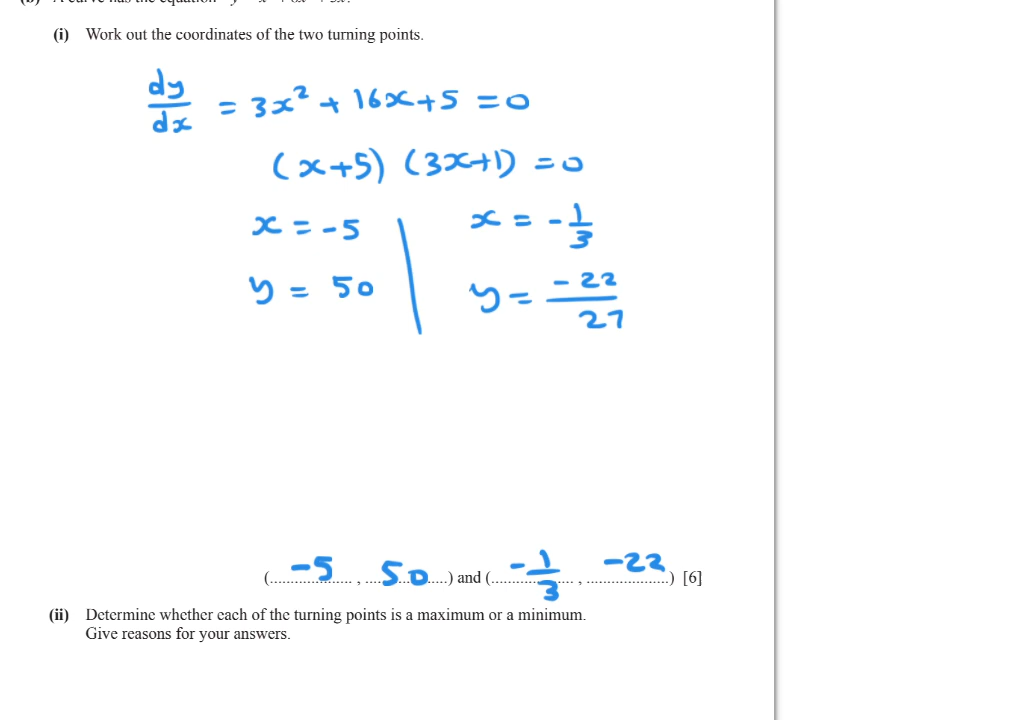 (i) Work out the coordinates of the two turning points.
dy/dx = 3x² + 16x + 5 = 0
(x+5) (3x+1) = 0
x = -5 | x = -1/3
y = 50 | y = -22/27
(.................... , ....................) and (.................... , ....................) [6]
-5 50 -1/3 -22
(ii) Determine whether each of the turning points is a maximum or a minimum.
Give reasons for your answers.